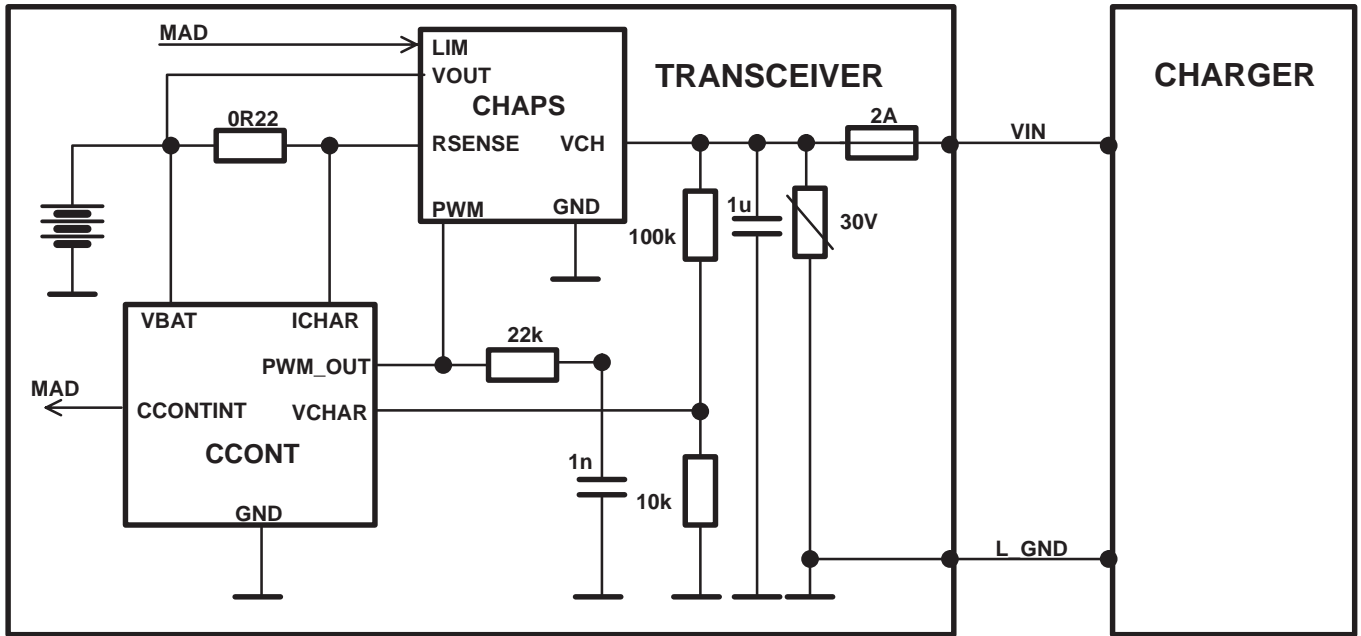 MAD
LIM
VOUT
TRANSCEIVER
CHARGER
CHAPS
0R22
2A
VIN
RSENSE
VCH
PWM
GND
1u
30V
100k
VBAT
ICHAR
22k
PWM_OUT
MAD
CCONTINT
VCHAR
CCONT
1n
10k
GND
L_GND